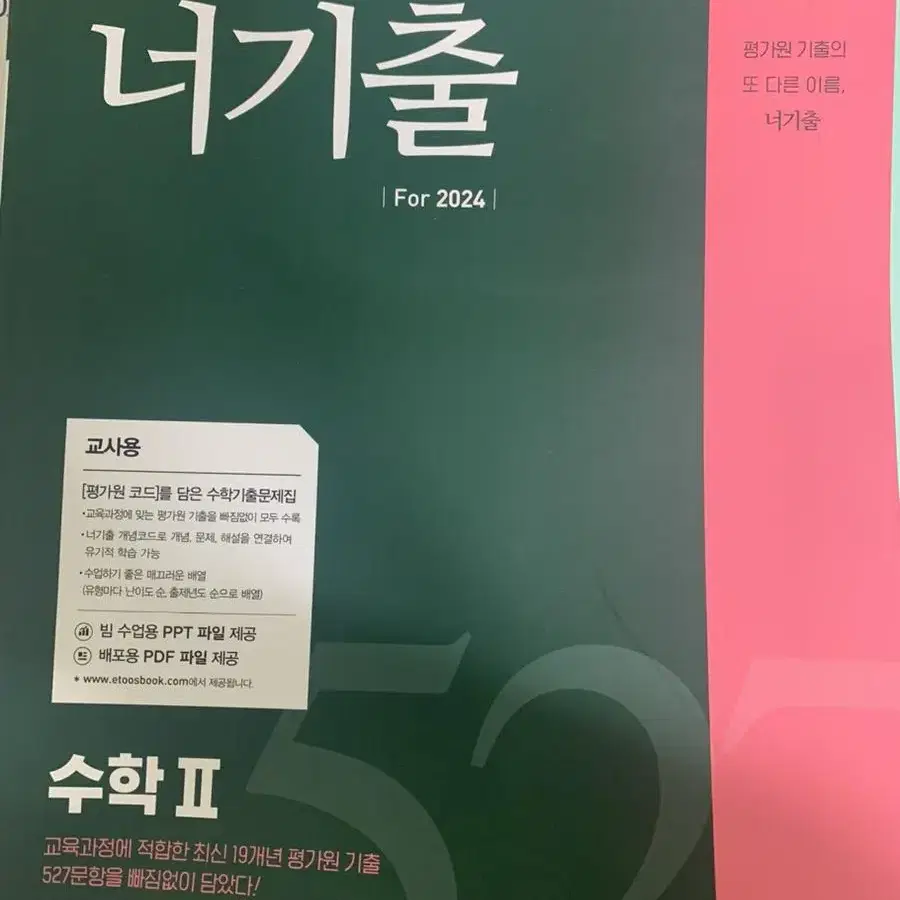 너기출
| For 2024 |
평가원 기출의
또 다른 이름,
너기출
교사용
[평가원 코드]를 담은 수학기출문제집
•교육과정에 맞는 평가원 기출을 빠짐없이 모두 수록
•너기출 개념코드로 개념, 문제, 해설을 연결하여
유기적 학습 가능
•수업하기 좋은 매끄러운 배열
(유형마다 난이도 순, 출제년도 순으로 배열)
빔 수업용 PPT 파일 제공
배포용 PDF 파일 제공
* www.etoosbook.com에서 제공됩니다.
527
수학 Ⅱ
교육과정에 적합한 최신 19개년 평가원 기출
527문항을 빠짐없이 담았다!